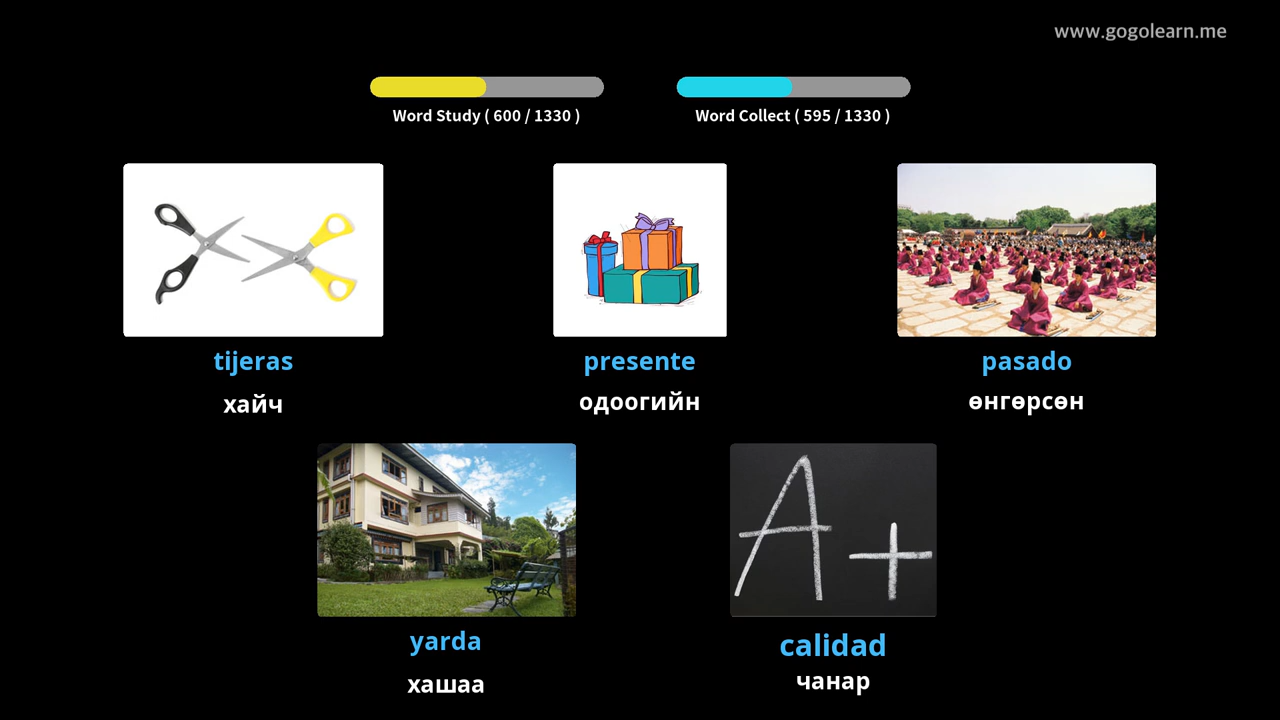 www.gogolearn.me
Word Study ( 600 / 1330 )
Word Collect ( 595 / 1330 )
tijeras
хайч
presente
одоогийн
pasado
өнгөрсөн
yarda
хашаа
A+
calidad
чанар